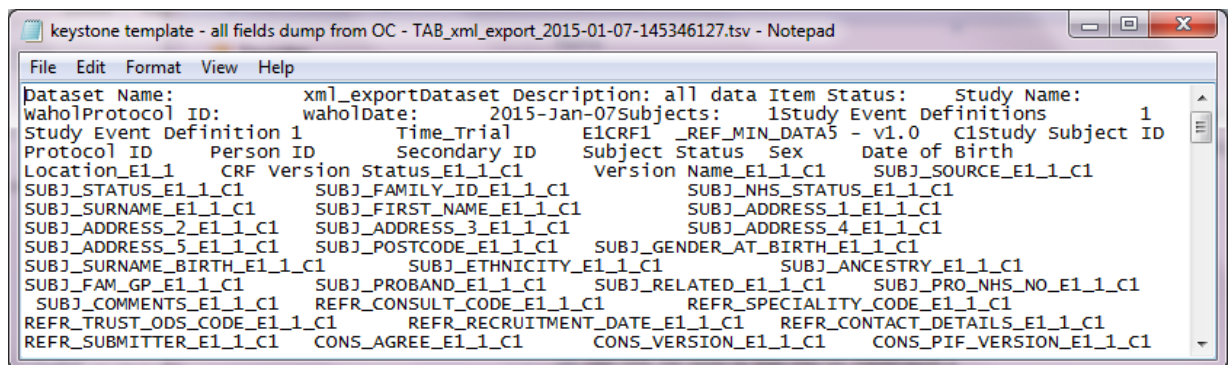 keystone template - all fields dump from OC - TAB_xml_export_2015-01-07-145346127.tsv - Notepad
File Edit Format View Help
Dataset Name: xml_exportDataset Description: all data Item Status: Study Name:
WaholProtocol ID: waholDate: 2015-Jan-07Subjects: 1Study Event Definitions 1
Study Event Definition 1 Time_Trial E1CRF1 _REF_MIN_DATA5 - v1.0 C1Study Subject ID
Protocol ID Person ID Secondary ID Subject Status Sex Date of Birth
Location_E1_1 CRF Version Status_E1_1_C1 Version Name_E1_1_C1 SUBJ_SOURCE_E1_1_C1
SUBJ_STATUS_E1_1_C1 SUBJ_FAMILY_ID_E1_1_C1 SUBJ_NHS_STATUS_E1_1_C1
SUBJ_SURNAME_E1_1_C1 SUBJ_FIRST_NAME_E1_1_C1 SUBJ_ADDRESS_1_E1_1_C1
SUBJ_ADDRESS_2_E1_1_C1 SUBJ_ADDRESS_3_E1_1_C1 SUBJ_ADDRESS_4_E1_1_C1
SUBJ_ADDRESS_5_E1_1_C1 SUBJ_POSTCODE_E1_1_C1 SUBJ_GENDER_AT_BIRTH_E1_1_C1
SUBJ_SURNAME_BIRTH_E1_1_C1 SUBJ_ETHNICITY_E1_1_C1 SUBJ_ANCESTRY_E1_1_C1
SUBJ_FAM_GP_E1_1_C1 SUBJ_PROBAND_E1_1_C1 SUBJ_RELATED_E1_1_C1 SUBJ_PRO_NHS_NO_E1_1_C1
SUBJ_COMMENTS_E1_1_C1 REFR_CONSULT_CODE_E1_1_C1 REFR_SPECIALITY_CODE_E1_1_C1
REFR_TRUST_ODS_CODE_E1_1_C1 REFR_RECRUITMENT_DATE_E1_1_C1 REFR_CONTACT_DETAILS_E1_1_C1
REFR_SUBMITTER_E1_1_C1 CONS_AGREE_E1_1_C1 CONS_VERSION_E1_1_C1 CONS_PIF_VERSION_E1_1_C1